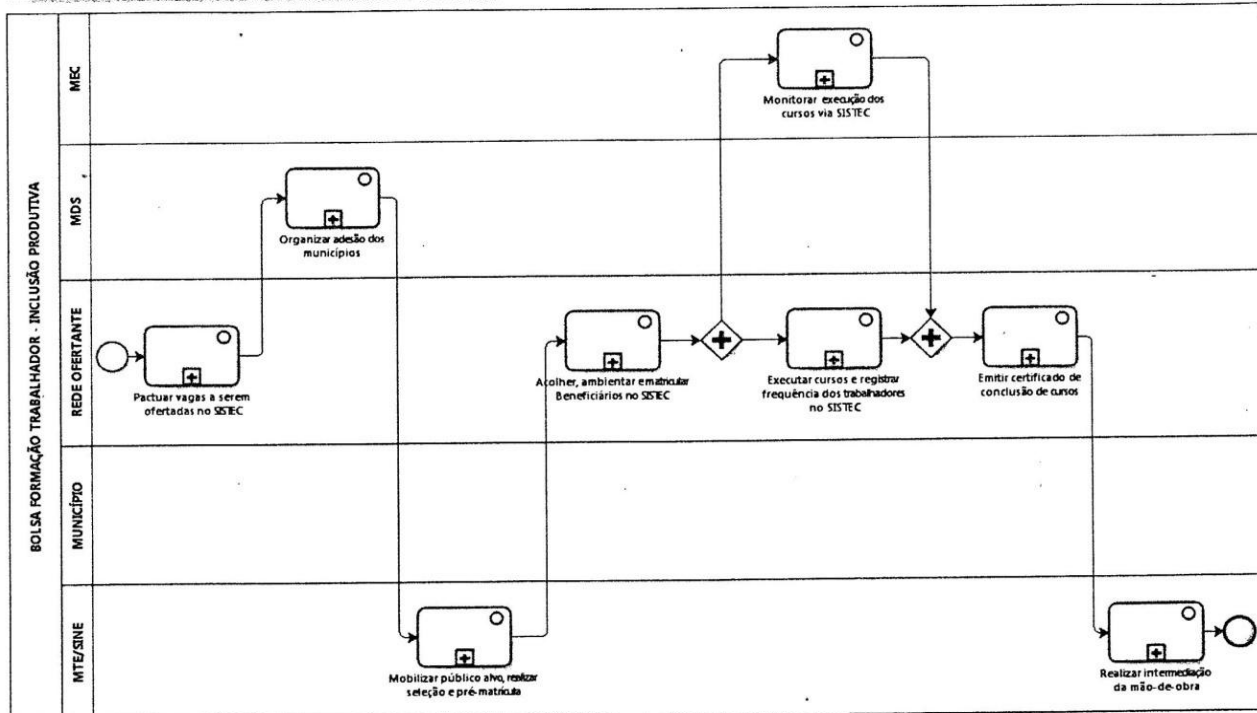 BOLSA FORMAÇÃO TRABALHADOR - INCLUSÃO PRODUTIVA
MEC
Monitorar execução dos
cursos via SISTEC
MDS
Organizar adesão dos
municípios
REDE OFERTANTE
Pactuar vagas a serem
ofertadas no SISTEC
Acolher, ambientar e matricular
Beneficiários no SISTEC
Executar cursos e registrar
frequência dos trabalhadores
no SISTEC
Emitir certificado de
conclusão de cursos
MUNICÍPIO
MTE/SINE
Mobilizar público alvo, realizar
seleção e pré-matrícula
Realizar intermediação
da mão-de-obra